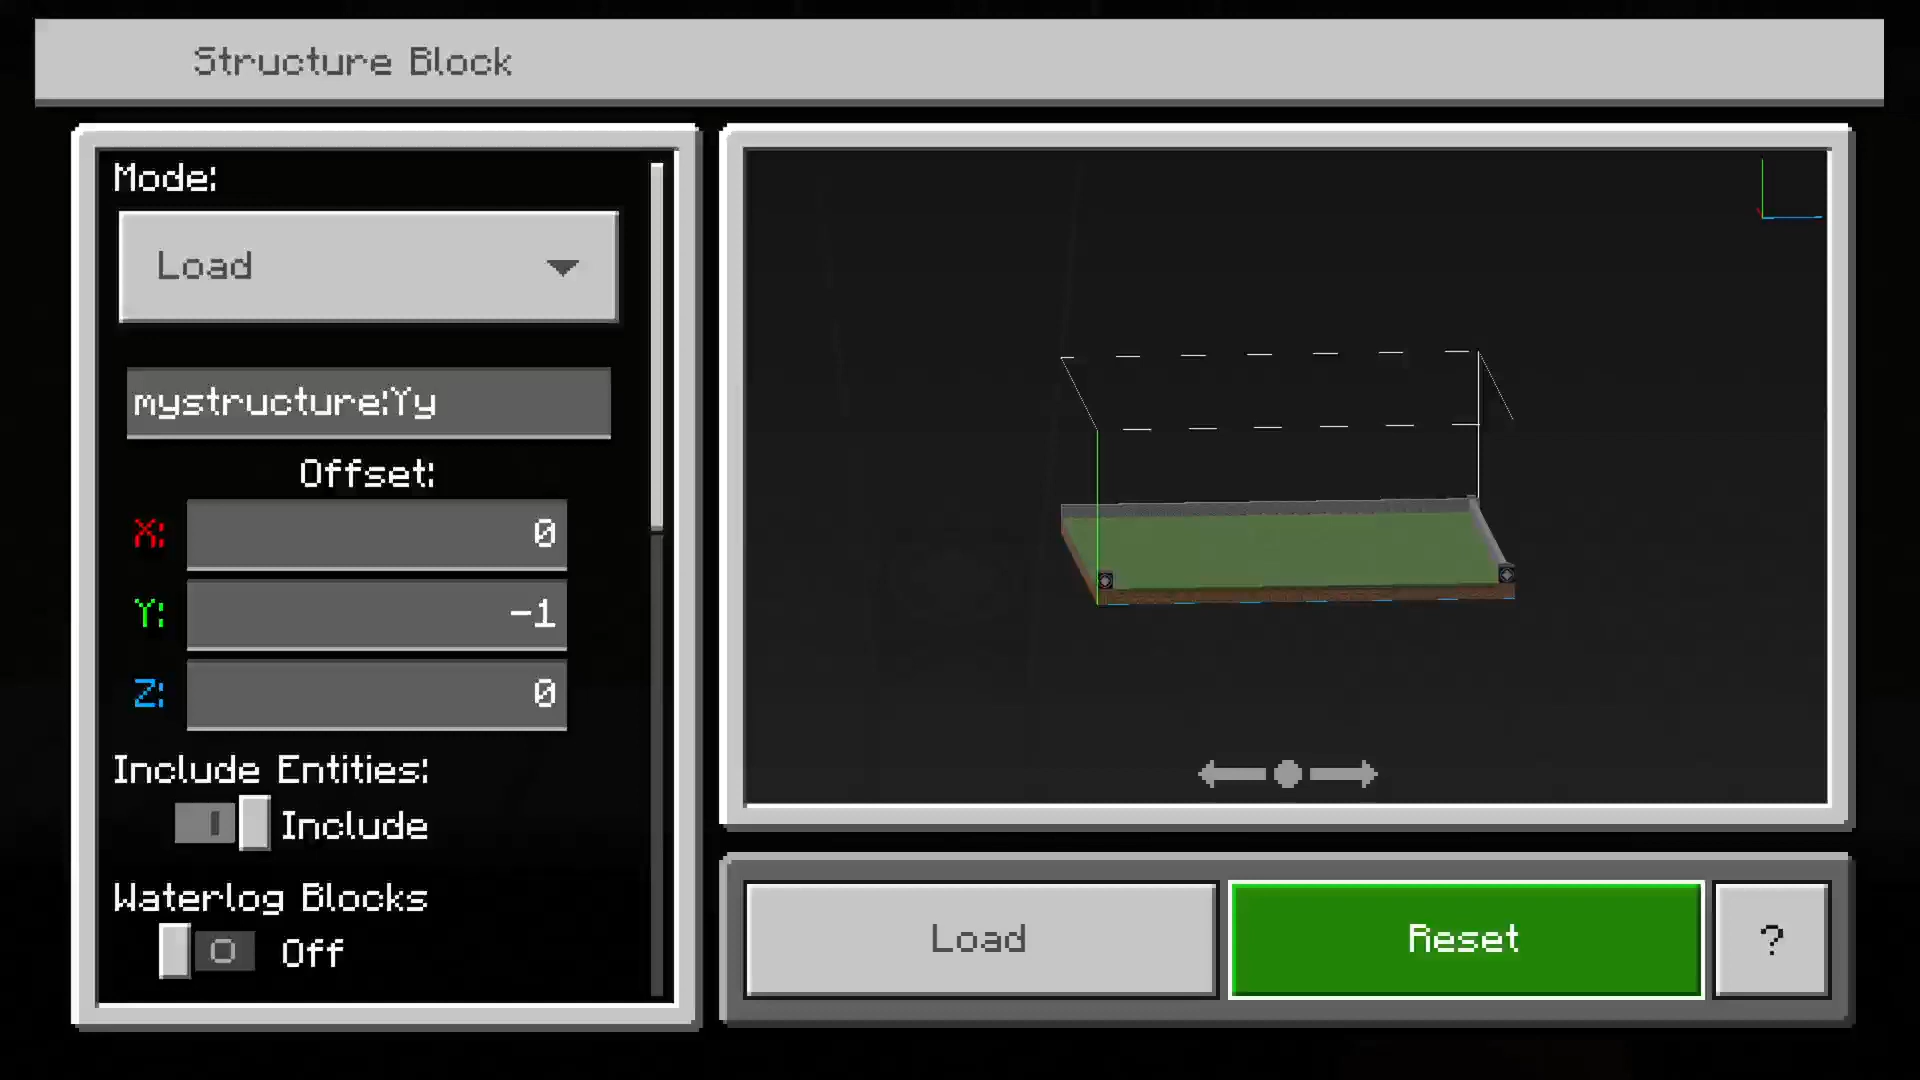 Structure Block
Mode:
Load
mystructure:Yy
Offset:
X: 0
Y: -1
Z: 0
Include Entities:
Include
Waterlog Blocks
Off
Load
Reset
?